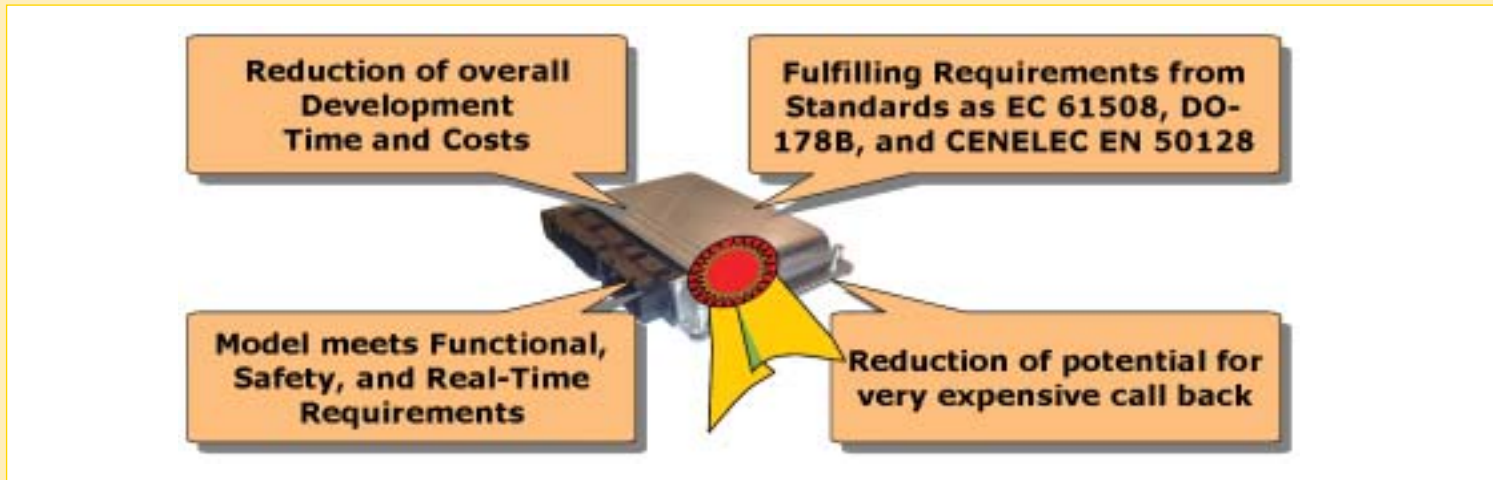 Reduction of overall
Development
Time and Costs
Fulfilling Requirements from
Standards as EC 61508, DO-
178B, and CENELEC EN 50128
Model meets Functional,
Safety, and Real-Time
Requirements
Reduction of potential for
very expensive call back